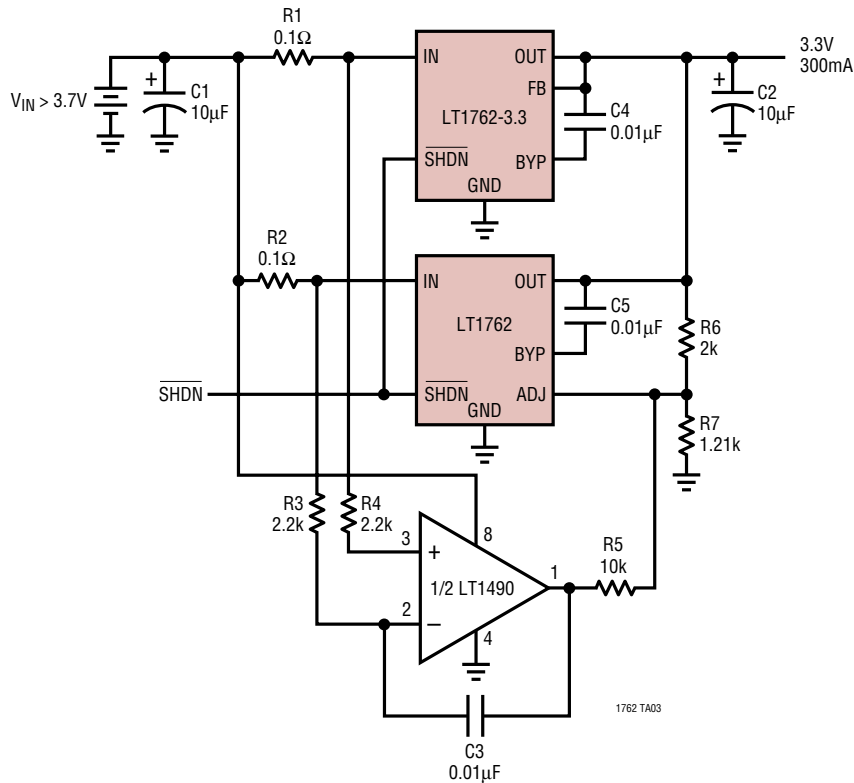 R1
0.1Ω
IN
OUT
FB
LT1762-3.3
SHDN
BYP
GND
3.3V
300mA
VIN > 3.7V
+
C1
10µF
C4
0.01µF
+
C2
10µF
R2
0.1Ω
IN
OUT
LT1762
BYP
SHDN
SHDN
ADJ
GND
C5
0.01µF
R6
2k
R7
1.21k
R3
2.2k
R4
2.2k
3
+
8
1/2 LT1490
1
2
–
4
R5
10k
C3
0.01µF
1762 TA03